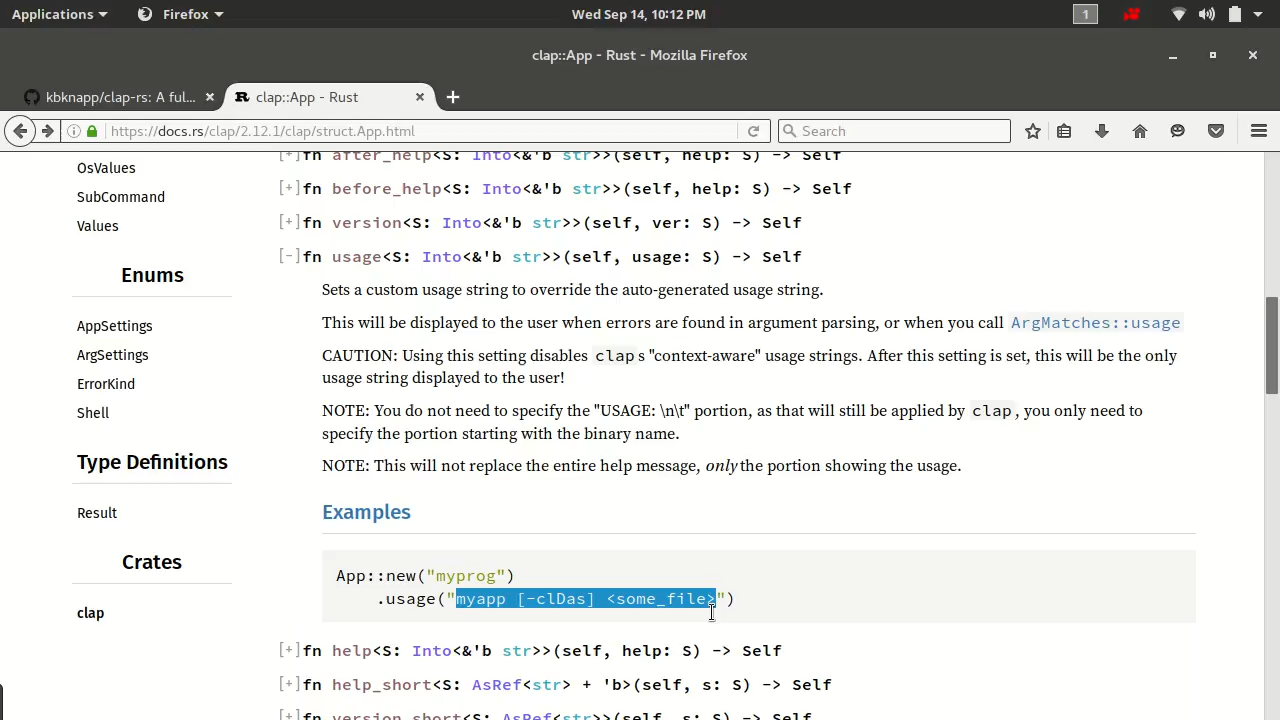 Applications Firefox Wed Sep 14, 10:12 PM 1
clap::App - Rust - Mozilla Firefox
kbknapp/clap-rs: A ful... clap::App - Rust
https://docs.rs/clap/2.12.1/clap/struct.App.html Search
OsValues
SubCommand
Values
Enums
AppSettings
ArgSettings
ErrorKind
Shell
Type Definitions
Result
Crates
clap
[+]fn after_help<S: Into<&'b str>>(self, help: S) -> Self
[+]fn before_help<S: Into<&'b str>>(self, help: S) -> Self
[+]fn version<S: Into<&'b str>>(self, ver: S) -> Self
[-]fn usage<S: Into<&'b str>>(self, usage: S) -> Self
Sets a custom usage string to override the auto-generated usage string.
This will be displayed to the user when errors are found in argument parsing, or when you call ArgMatches::usage
CAUTION: Using this setting disables claps "context-aware" usage strings. After this setting is set, this will be the only
usage string displayed to the user!
NOTE: You do not need to specify the "USAGE: \n\t" portion, as that will still be applied by clap, you only need to
specify the portion starting with the binary name.
NOTE: This will not replace the entire help message, only the portion showing the usage.
Examples
App::new("myprog")
.usage("myapp [-clDas] <some_file>")
[+]fn help<S: Into<&'b str>>(self, help: S) -> Self
[+]fn help_short<S: AsRef<str> + 'b>(self, s: S) -> Self
[+]fn version_short<S: AsRef<str>>(self, s: S) -> Self